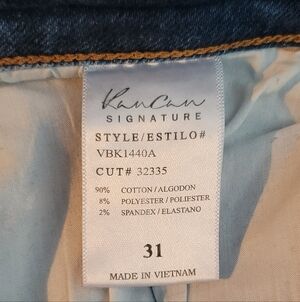 KanCan
SIGNATURE
STYLE/ESTILO#
VBK1440A
CUT# 32335
90% COTTON/ALGODON
8% POLYESTER/POLIESTER
2% SPANDEX/ELASTANO
31
MADE IN VIETNAM